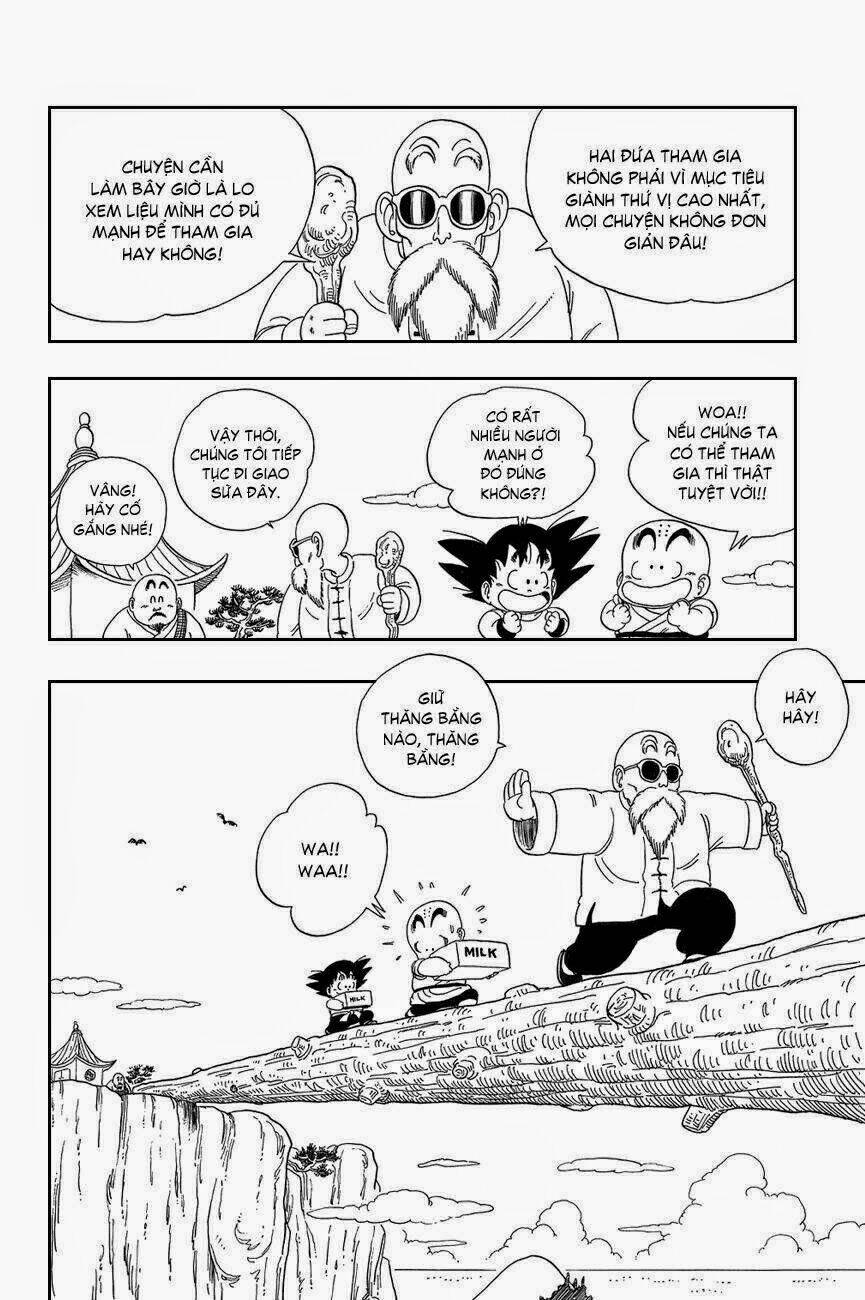 HAI ĐỨA THAM GIA
KHÔNG PHẢI VÌ MỤC TIÊU
GIÀNH THỨ VỊ CAO NHẤT,
MỌI CHUYỆN KHÔNG ĐƠN
GIẢN ĐÂU!
CHUYỆN CẦN
LÀM BÂY GIỜ LÀ LO
XEM LIỆU MÌNH CÓ ĐỦ
MẠNH ĐỂ THAM GIA
HAY KHÔNG!
WOA!!
NẾU CHÚNG TA
CÓ THỂ THAM
GIA THÌ THẬT
TUYỆT VỜI!!
CÓ RẤT
NHIỀU NGƯỜI
MẠNH Ở
ĐÓ ĐÚNG
KHÔNG?!
VẬY THÔI,
CHÚNG TÔI TIẾP
TỤC ĐI GIAO
SỮA ĐÂY.
VÂNG!
HÃY CỐ
GẮNG NHÉ!
HÂY
HÂY!
GIỮ
THĂNG BẰNG
NÀO, THĂNG
BẰNG!
WA!!
WAA!!
MILK
MILK